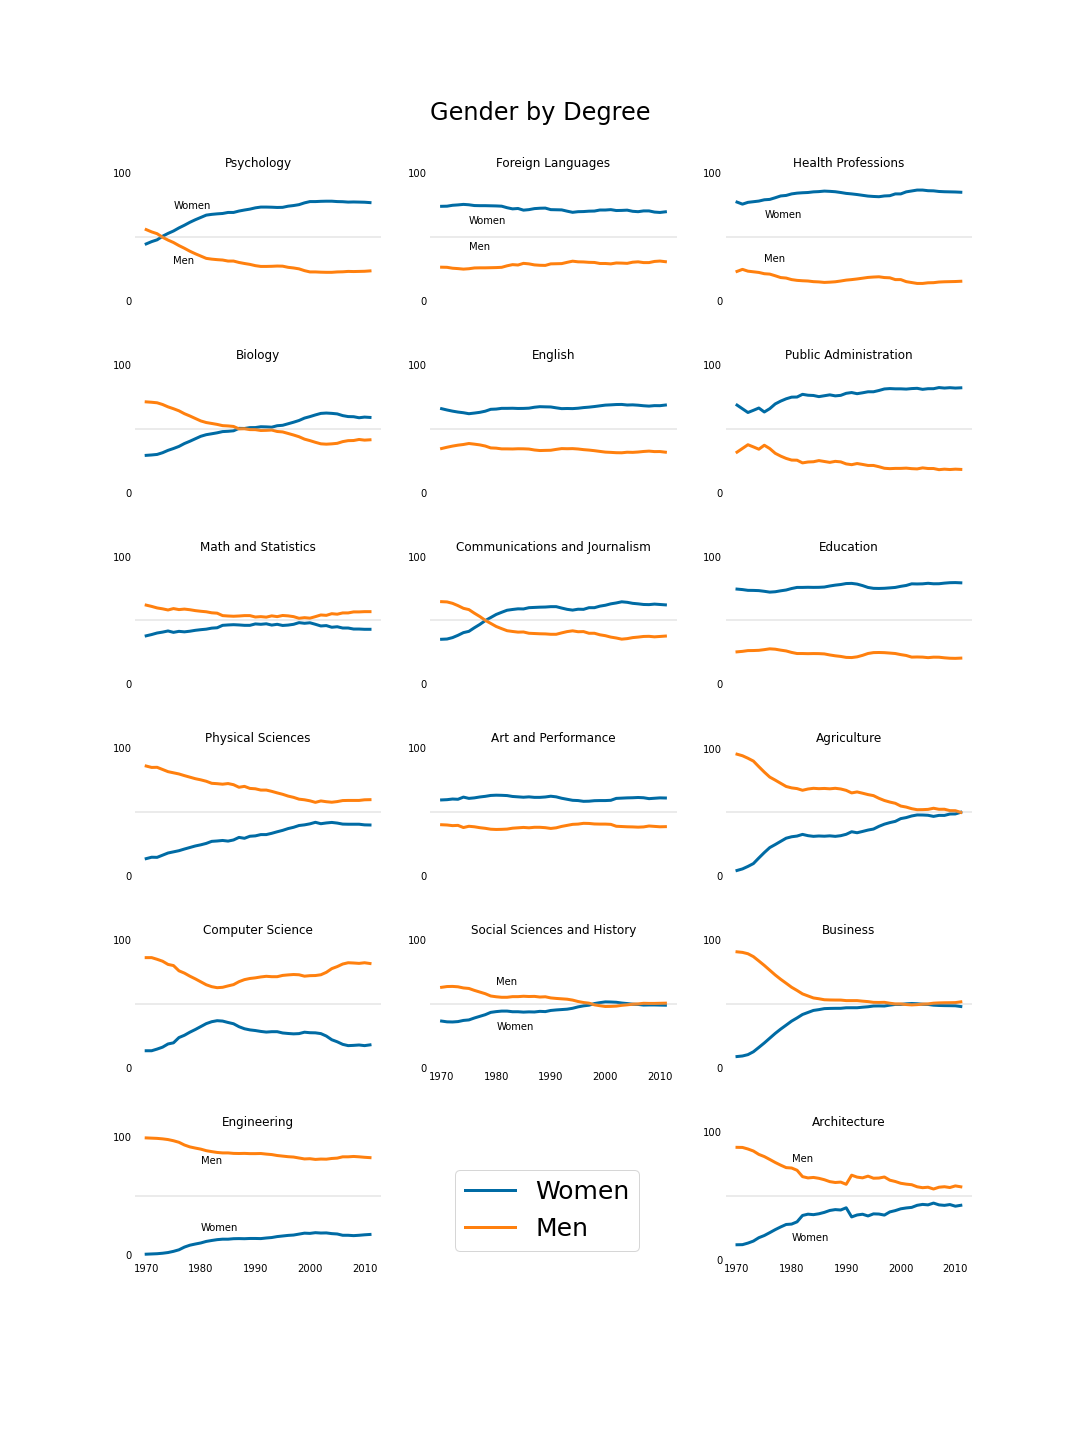 Gender by Degree
Psychology
100
Women
Men
0
Foreign Languages
100
Women
Men
0
Health Professions
100
Women
Men
0
Biology
100
0
English
100
0
Public Administration
100
0
Math and Statistics
100
0
Communications and Journalism
100
0
Education
100
0
Physical Sciences
100
0
Art and Performance
100
0
Agriculture
100
0
Computer Science
100
0
Social Sciences and History
100
Men
Women
0
1970 1980 1990 2000 2010
Business
100
0
Engineering
100
Men
Women
0
1970 1980 1990 2000 2010
Women
Men
Architecture
100
Men
Women
0
1970 1980 1990 2000 2010